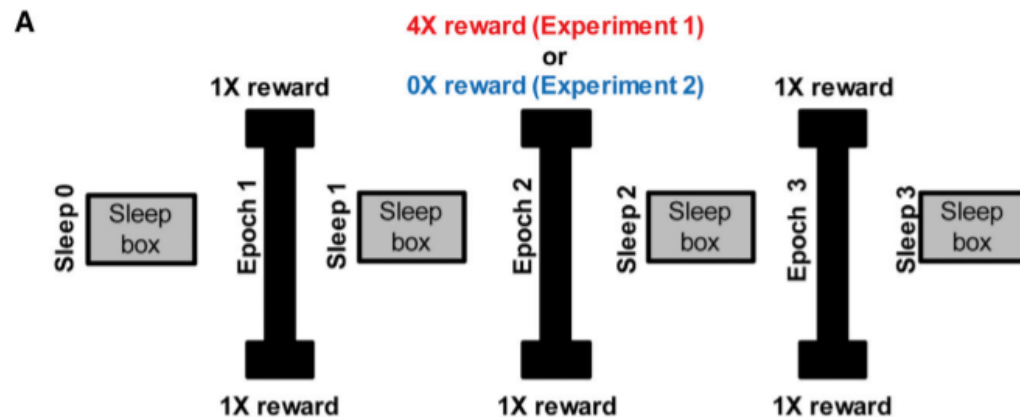 A
4X reward (Experiment 1)
or
0X reward (Experiment 2)
1X reward
1X reward
Sleep 0
Sleep
box
Epoch 1
Sleep 1
Sleep
box
Epoch 2
Sleep 2
Sleep
box
Epoch 3
Sleep 3
Sleep
box
1X reward
1X reward
1X reward